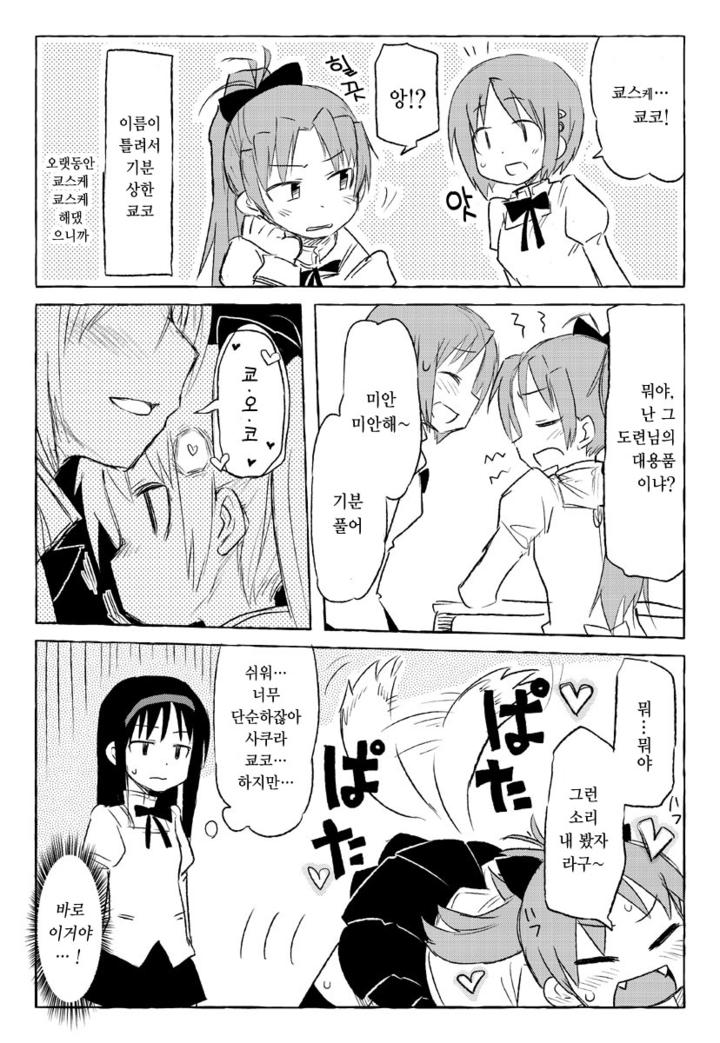 쿄스케…
쿄코!
앗
앙!?
힐
끗
이름이
틀려서
기분
상한
쿄코
오랫동안
쿄스케
쿄스케
해댔
으니까
뭐야,
난 그
도련님의
대용품
이냐?
미안
미안해~
기분
풀어
쿄·오·코
뭐…뭐야
그런
소리
내 봤자
라구~
ぱた
ぱた
쉬워…
너무
단순하잖아
사쿠라
쿄코…
하지만…
바로
이거야
…!